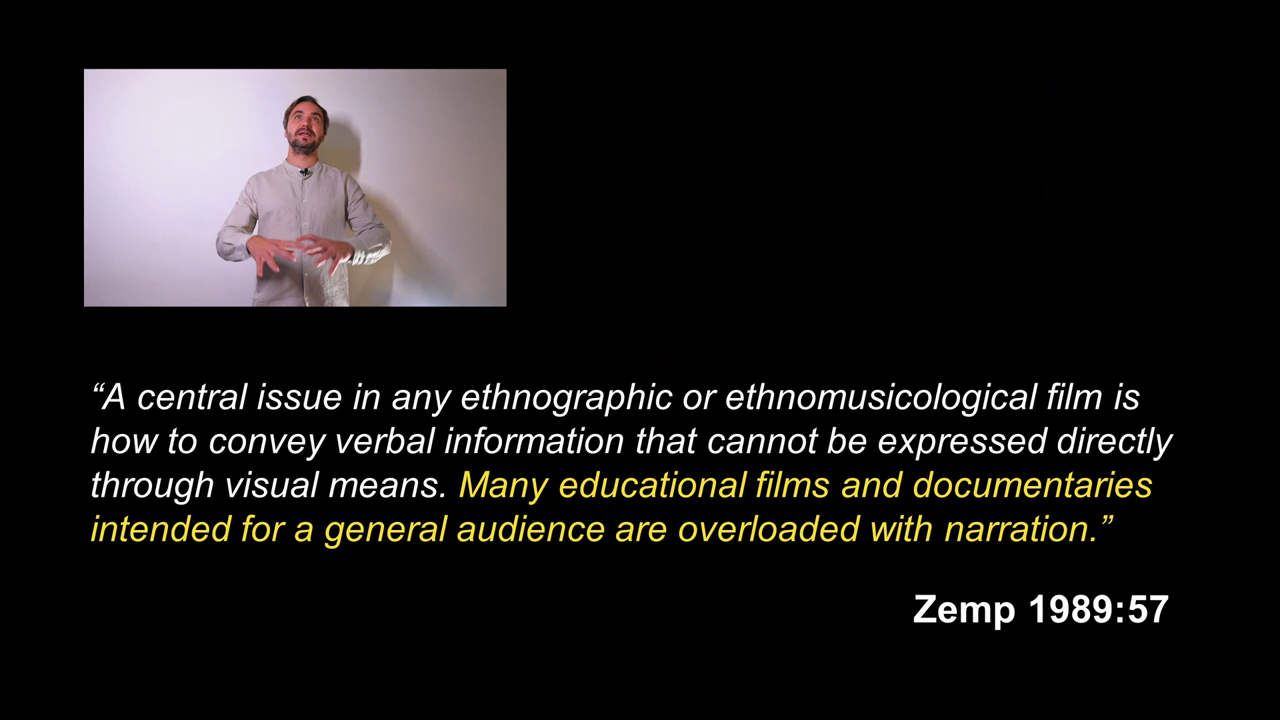 “A central issue in any ethnographic or ethnomusicological film is
how to convey verbal information that cannot be expressed directly
through visual means. Many educational films and documentaries
intended for a general audience are overloaded with narration.”
Zemp 1989:57